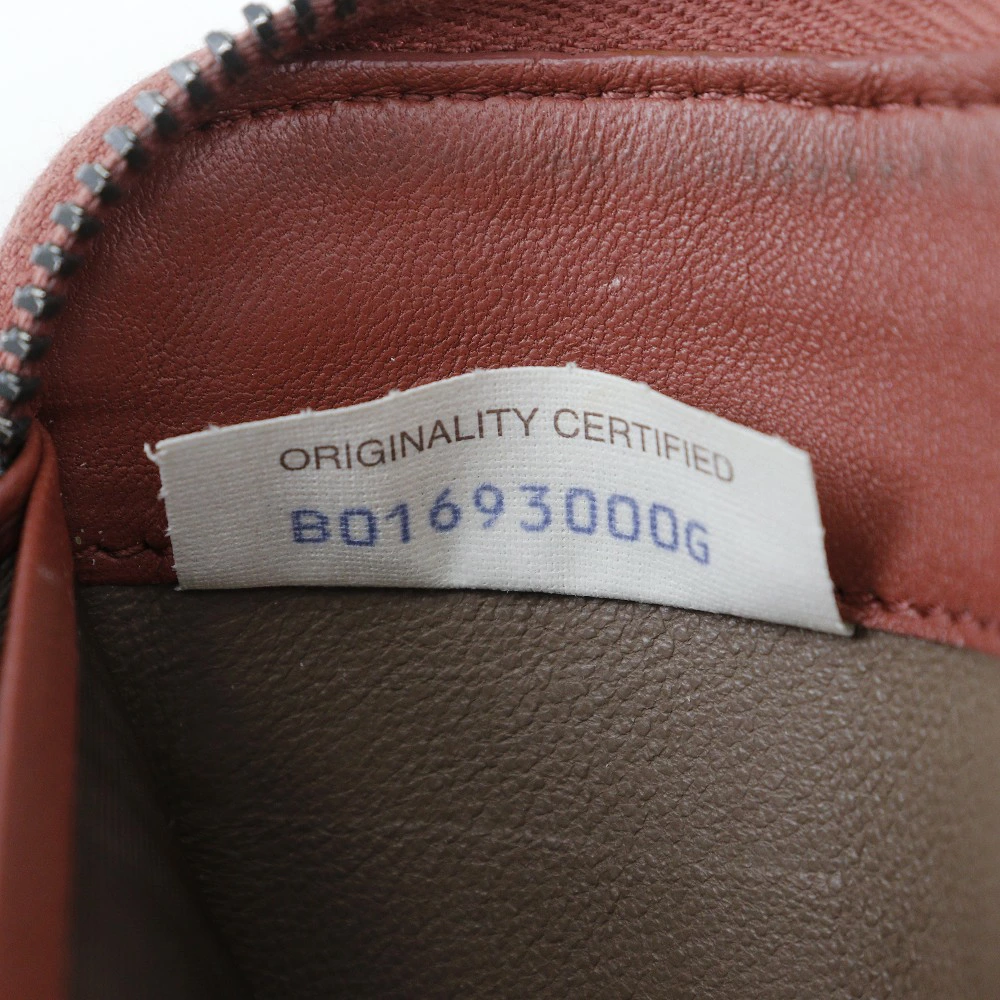 ORIGINALITY CERTIFIED
B01693000G